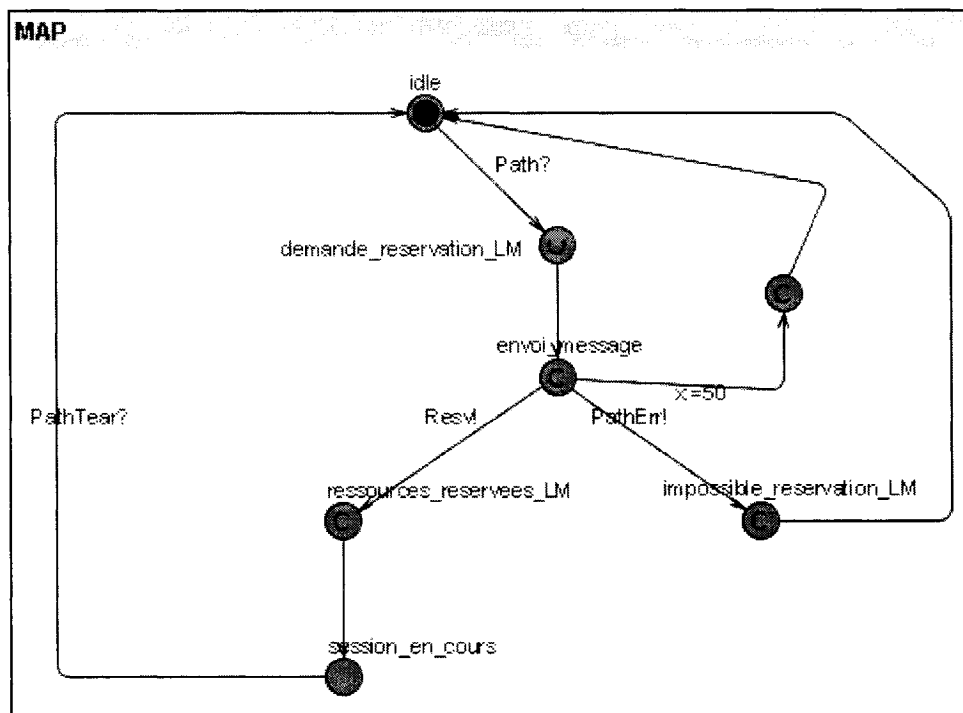 MAP
idle
Path?
demande_reservation_LM
U
C
envoi_message
C
x=50
PathTear?
Resv!
PathErr!
ressources_reservees_LM
impossible_reservation_LM
C
C
session_en_cours